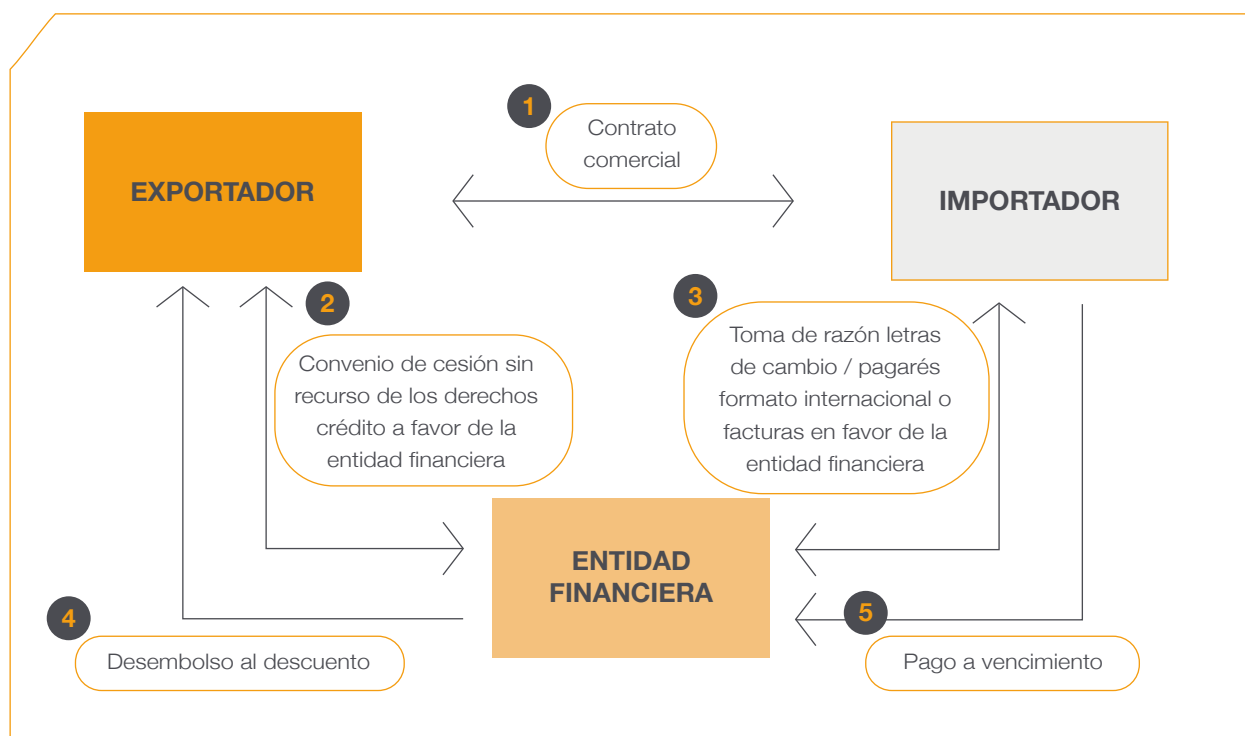 1
Contrato
comercial
EXPORTADOR
IMPORTADOR
2
Convenio de cesión sin
recurso de los derechos
crédito a favor de la
entidad financiera
3
Toma de razón letras
de cambio / pagarés
formato internacional o
facturas en favor de la
entidad financiera
ENTIDAD
FINANCIERA
4
Desembolso al descuento
5
Pago a vencimiento